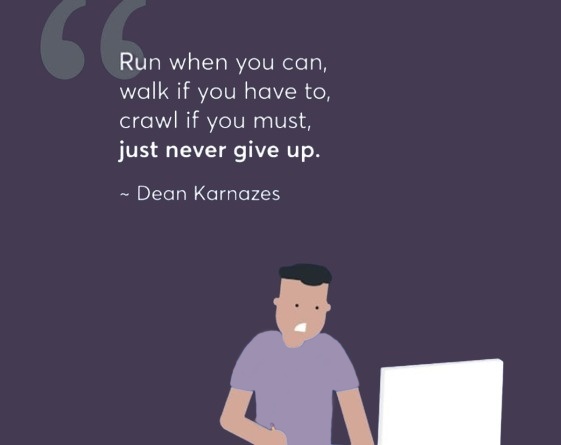 Run when you can,
walk if you have to,
crawl if you must,
just never give up.
~ Dean Karnazes